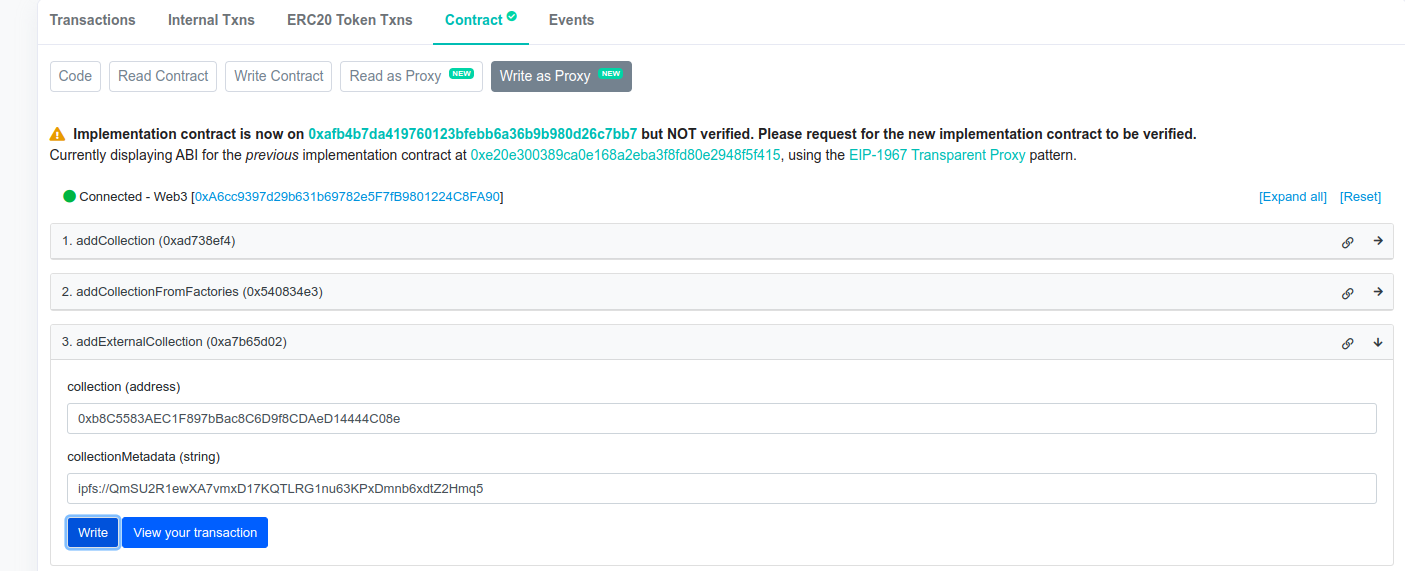 Transactions Internal Txns ERC20 Token Txns Contract Events
Code Read Contract Write Contract Read as Proxy NEW Write as Proxy NEW
Implementation contract is now on 0xafb4b7da419760123bfebb6a36b9b980d26c7bb7 but NOT verified. Please request for the new implementation contract to be verified.
Currently displaying ABI for the previous implementation contract at 0xe20e300389ca0e168a2eba3f8fd80e2948f5f415, using the EIP-1967 Transparent Proxy pattern.
Connected - Web3 [0xA6cc9397d29b631b69782e5F7fB9801224C8FA90] [Expand all] [Reset]
1. addCollection (0xad738ef4)
2. addCollectionFromFactories (0x540834e3)
3. addExternalCollection (0xa7b65d02)
collection (address)
0xb8C5583AEC1F897bBac8C6D9f8CDAeD14444C08e
collectionMetadata (string)
ipfs://QmSU2R1ewXA7vmxD17KQTLRG1nu63KPxDmnb6xdtZ2Hmq5
Write View your transaction